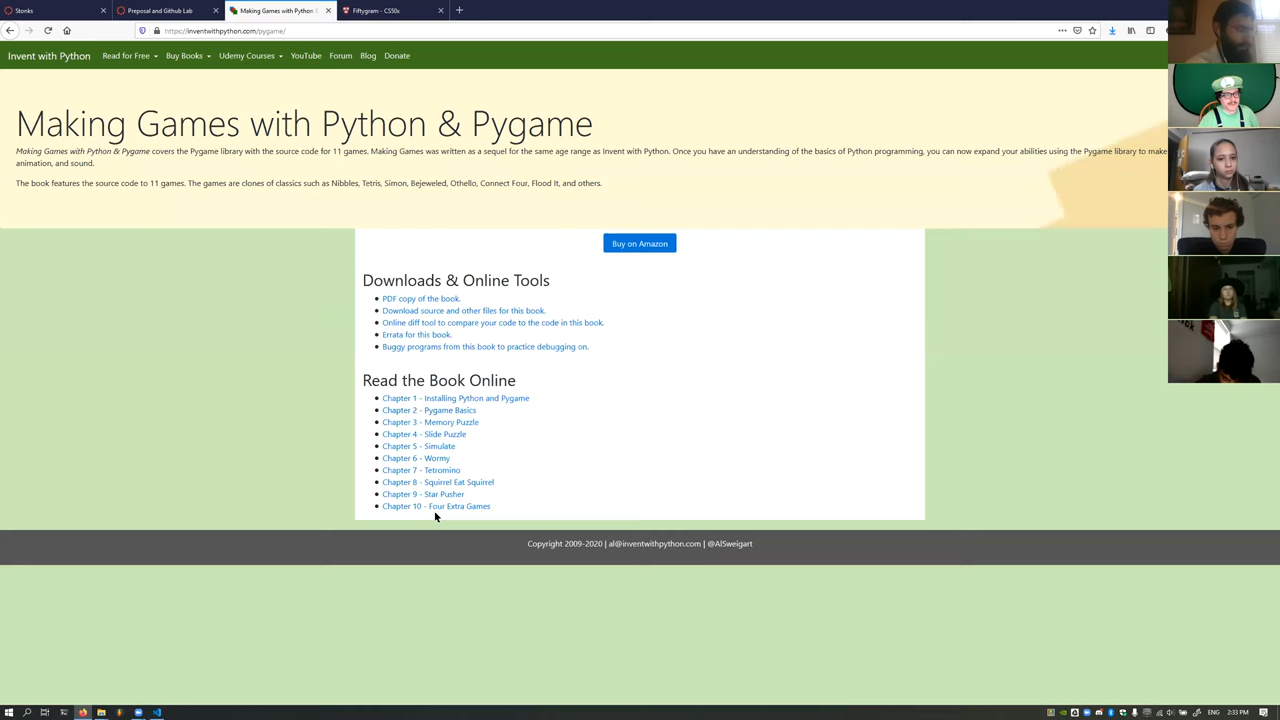 Stonks
Preposal and Github Lab
Making Games with Python
Fiftygram - CS50x
https://inventwithpython.com/pygame/
Invent with Python
Read for Free
Buy Books
Udemy Courses
YouTube
Forum
Blog
Donate
Making Games with Python & Pygame
Making Games with Python & Pygame covers the Pygame library with the source code for 11 games. Making Games was written as a sequel for the same age range as Invent with Python. Once you have an understanding of the basics of Python programming, you can now expand your abilities using the Pygame library to make
animation, and sound.
The book features the source code to 11 games. The games are clones of classics such as Nibbles, Tetris, Simon, Bejeweled, Othello, Connect Four, Flood It, and others.
Buy on Amazon
Downloads & Online Tools
PDF copy of the book.
Download source and other files for this book.
Online diff tool to compare your code to the code in this book.
Errata for this book.
Buggy programs from this book to practice debugging on.
Read the Book Online
Chapter 1 - Installing Python and Pygame
Chapter 2 - Pygame Basics
Chapter 3 - Memory Puzzle
Chapter 4 - Slide Puzzle
Chapter 5 - Simulate
Chapter 6 - Wormy
Chapter 7 - Tetromino
Chapter 8 - Squirrel Eat Squirrel
Chapter 9 - Star Pusher
Chapter 10 - Four Extra Games
Copyright 2009-2020 | al@inventwithpython.com | @AlSweigart
ENG
2:33 PM